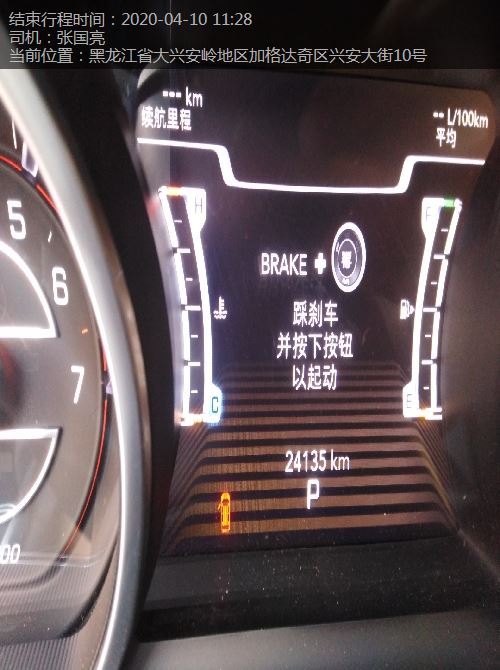 结束行程时间：2020-04-10 11:28
司机：张国亮
当前位置：黑龙江省大兴安岭地区加格达奇区兴安大街10号
--- km
续航里程
-- L/100km
平均
H
F
5
BRAKE +
6
踩刹车
并按下按钮
以起动
7
C
E
24135 km
P
00